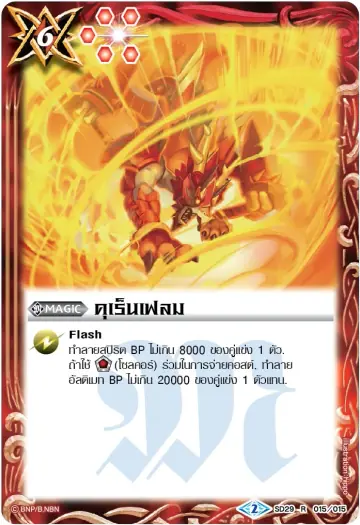 6
MAGIC คุเร็นเฟลม
Flash
ทำลายสปิริต BP ไม่เกิน 8000 ของคู่แข่ง 1 ตัว.
ถ้าใช้ (โซลคอร์) ร่วมในการจ่ายคอสต์, ทำลาย
อัลติเมท BP ไม่เกิน 20000 ของคู่แข่ง 1 ตัวแทน.
© BNP/B.NBN
2 SD29 R 015/015